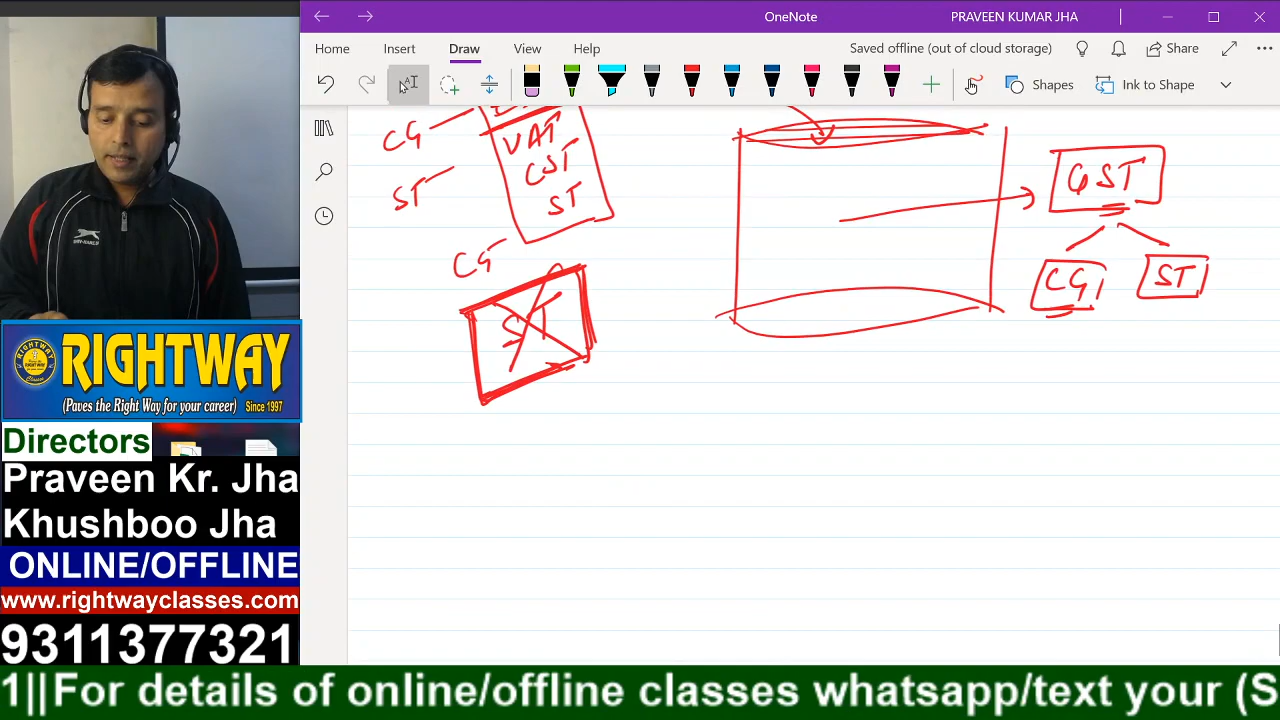 OneNote
PRAVEEN KUMAR JHA
Home Insert Draw View Help
Saved offline (out of cloud storage)
Share
Shapes
Ink to Shape
CG
VAT
CST
ST
ST
CG
ST
GST
CG
ST
RIGHTWAY
(Paves the Right Way for your career) Since 1997
Directors
Praveen Kr. Jha
Khushboo Jha
ONLINE/OFFLINE
www.rightwayclasses.com
9311377321
1||For details of online/offline classes whatsapp/text your (S